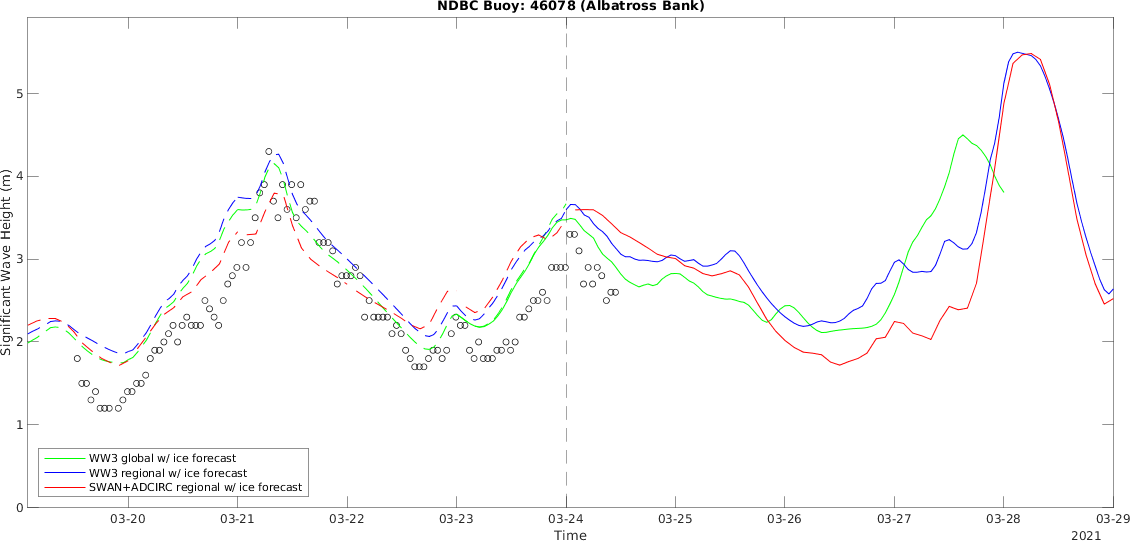 NDBC Buoy: 46078 (Albatross Bank)
Significant Wave Height (m)
5
4
3
2
1
0
WW3 global w/ ice forecast
WW3 regional w/ ice forecast
SWAN+ADCIRC regional w/ ice forecast
03-20 03-21 03-22 03-23 03-24 03-25 03-26 03-27 03-28 03-29
Time
2021